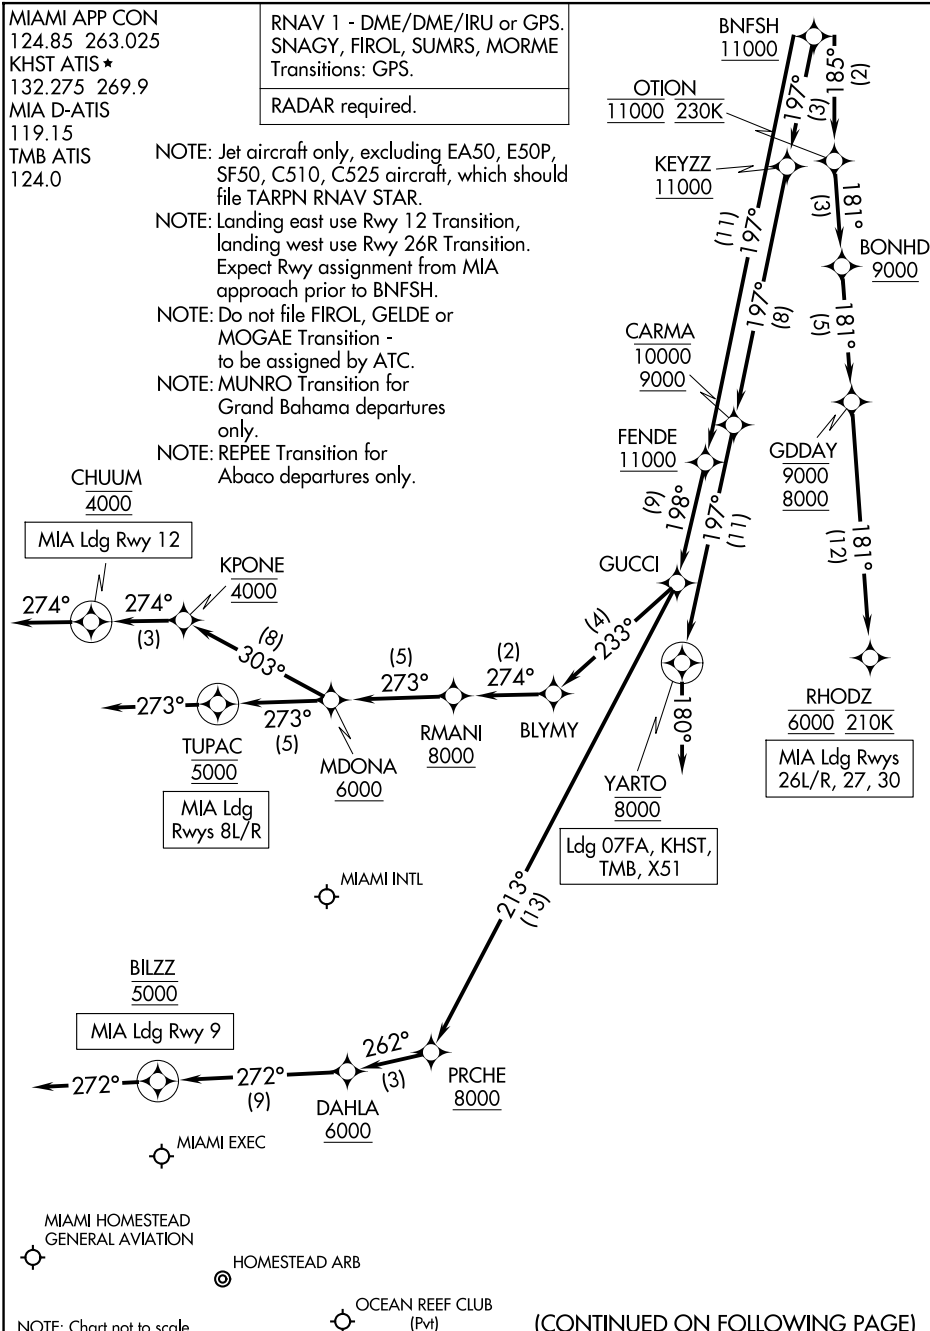 MIAMI APP CON
124.85 263.025
KHST ATIS ★
132.275 269.9
MIA D-ATIS
119.15
TMB ATIS
124.0
RNAV 1 - DME/DME/IRU or GPS.
SNAGY, FIROL, SUMRS, MORME
Transitions: GPS.
RADAR required.
NOTE: Jet aircraft only, excluding EA50, E50P,
SF50, C510, C525 aircraft, which should
file TARPN RNAV STAR.
NOTE: Landing east use Rwy 12 Transition,
landing west use Rwy 26R Transition.
Expect Rwy assignment from MIA
approach prior to BNFSH.
NOTE: Do not file FIROL, GELDE or
MOGAE Transition -
to be assigned by ATC.
NOTE: MUNRO Transition for
Grand Bahama departures
only.
NOTE: REPEE Transition for
Abaco departures only.
BNFSH
11000
185°
(2)
197°
(3)
OTION
11000 230K
KEYZZ
11000
181°
(3)
BONHD
9000
197°
(11)
197°
(8)
181°
(5)
CARMA
10000
9000
GDDAY
9000
8000
FENDE
11000
198°
(9)
197°
(11)
181°
(12)
GUCCI
CHUUM
4000
MIA Ldg Rwy 12
KPONE
4000
274°
274°
(3)
303°
(8)
233°
(4)
273°
(5)
274°
(2)
273°
273°
(5)
TUPAC
5000
MIA Ldg
Rwys 8L/R
MDONA
6000
RMANI
8000
BLYMY
180°
YARTO
8000
Ldg 07FA, KHST,
TMB, X51
RHODZ
6000 210K
MIA Ldg Rwys
26L/R, 27, 30
MIAMI INTL
213°
(13)
BILZZ
5000
MIA Ldg Rwy 9
262°
(3)
272°
272°
(9)
DAHLA
6000
PRCHE
8000
MIAMI EXEC
MIAMI HOMESTEAD
GENERAL AVIATION
HOMESTEAD ARB
OCEAN REEF CLUB
(Pvt)
NOTE: Chart not to scale
(CONTINUED ON FOLLOWING PAGE)